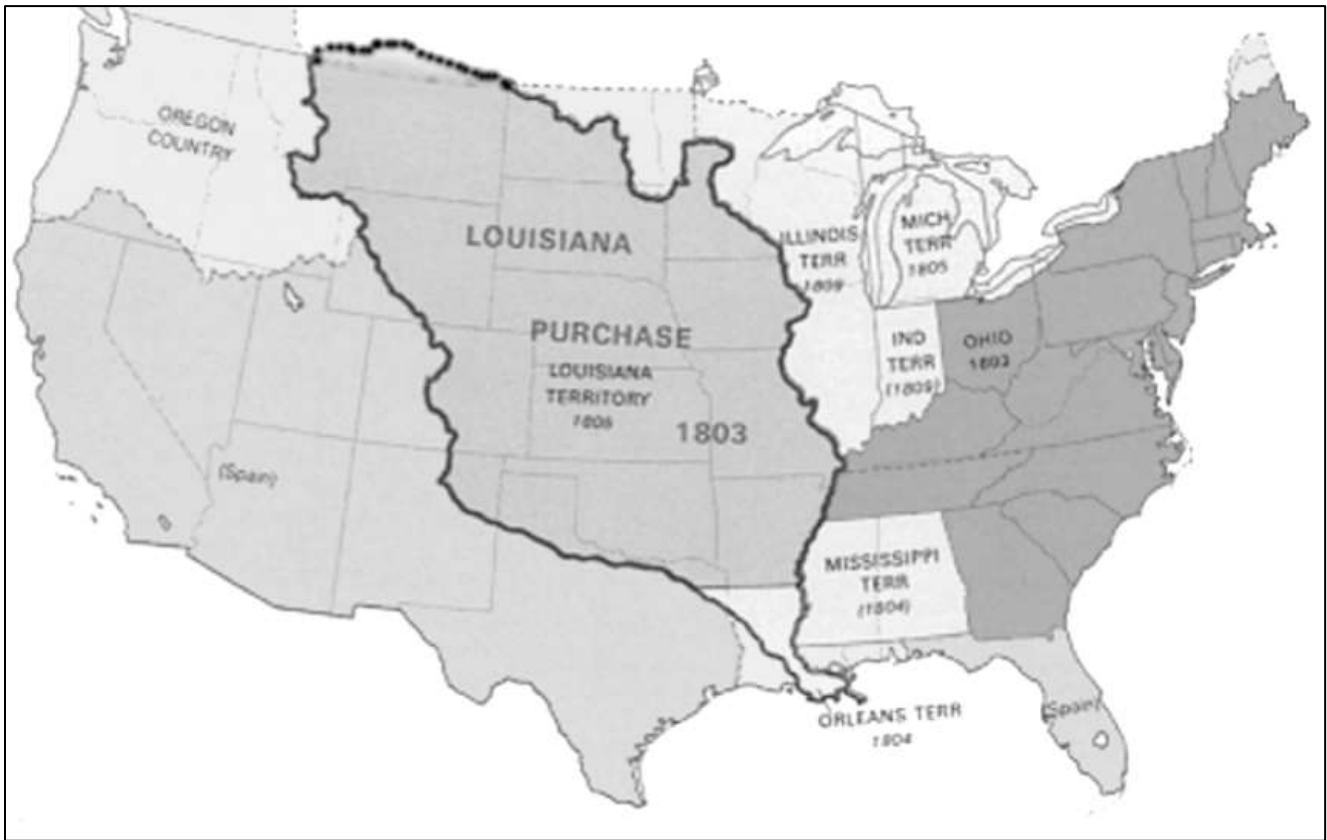 OREGON
COUNTRY
LOUISIANA
PURCHASE
LOUISIANA
TERRITORY
1805
1803
(Spain)
ILLINOIS
TERR
1809
MICH
TERR
1805
IND
TERR
(1809)
OHIO
1803
MISSISSIPPI
TERR
(1804)
ORLEANS TERR
1804
(Spain)